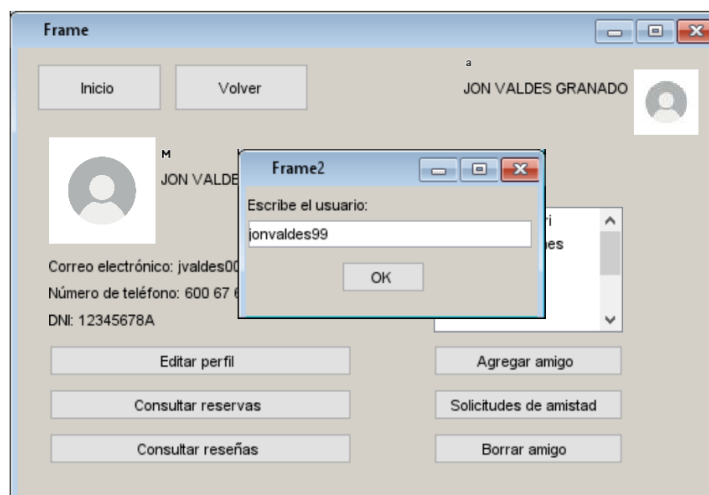 Frame
Inicio
Volver
a
JON VALDES GRANADO
M
JON VALDE
Frame2
Escribe el usuario:
jonvaldes99
OK
ri
es
Correo electrónico: jvaldes00
Número de teléfono: 600 67 6
DNI: 12345678A
Editar perfil
Agregar amigo
Consultar reservas
Solicitudes de amistad
Consultar reseñas
Borrar amigo